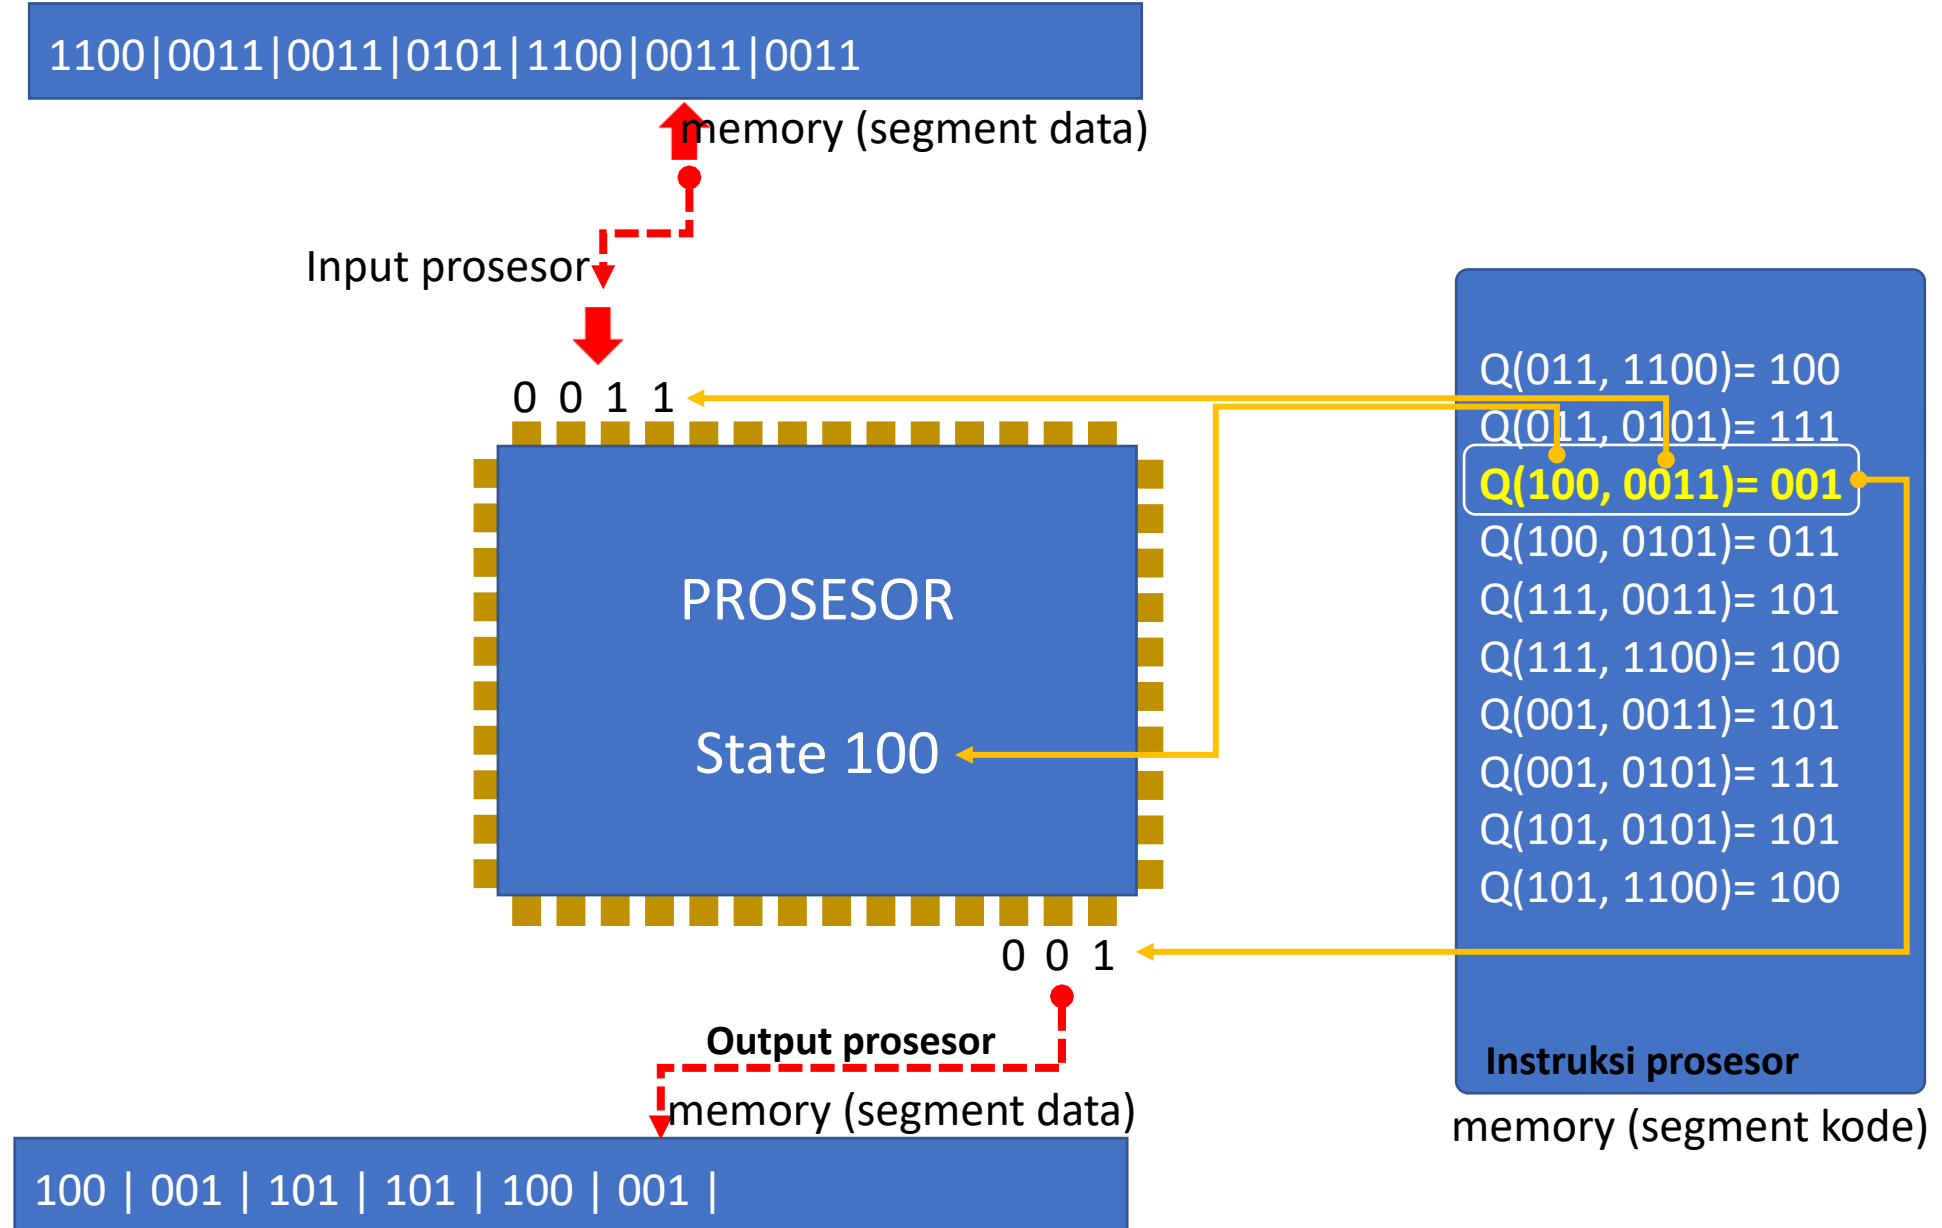 1100|0011|0011|0101|1100|0011|0011
memory (segment data)
Input prosesor
0 0 1 1
PROSESOR
State 100
0 0 1
Output prosesor
memory (segment data)
100 | 001 | 101 | 101 | 100 | 001 |
Q(011, 1100)= 100
Q(011, 0101)= 111
Q(100, 0011)= 001
Q(100, 0101)= 011
Q(111, 0011)= 101
Q(111, 1100)= 100
Q(001, 0011)= 101
Q(001, 0101)= 111
Q(101, 0101)= 101
Q(101, 1100)= 100
Instruksi prosesor
memory (segment kode)